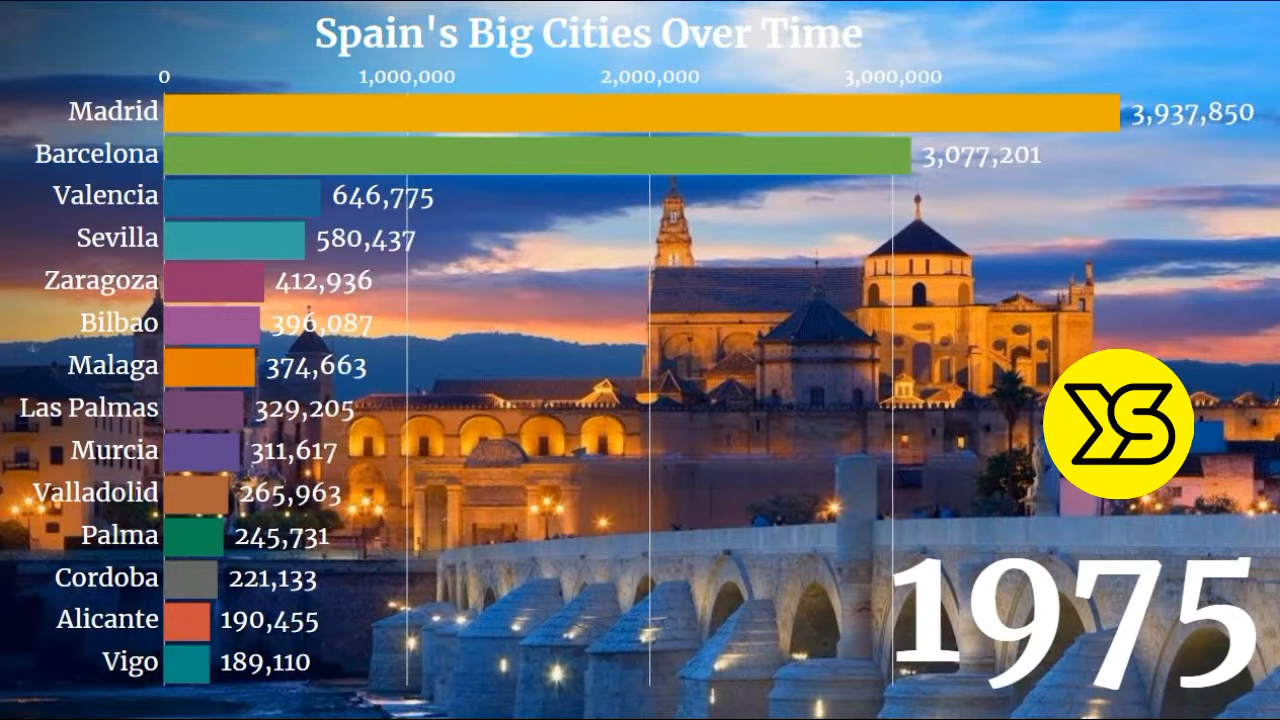 Spain's Big Cities Over Time
0 1,000,000 2,000,000 3,000,000
Madrid 3,937,850
Barcelona 3,077,201
Valencia 646,775
Sevilla 580,437
Zaragoza 412,936
Bilbao 396,087
Malaga 374,663
Las Palmas 329,205
Murcia 311,617
Valladolid 265,963
Palma 245,731
Cordoba 221,133
Alicante 190,455
Vigo 189,110
YS
1975